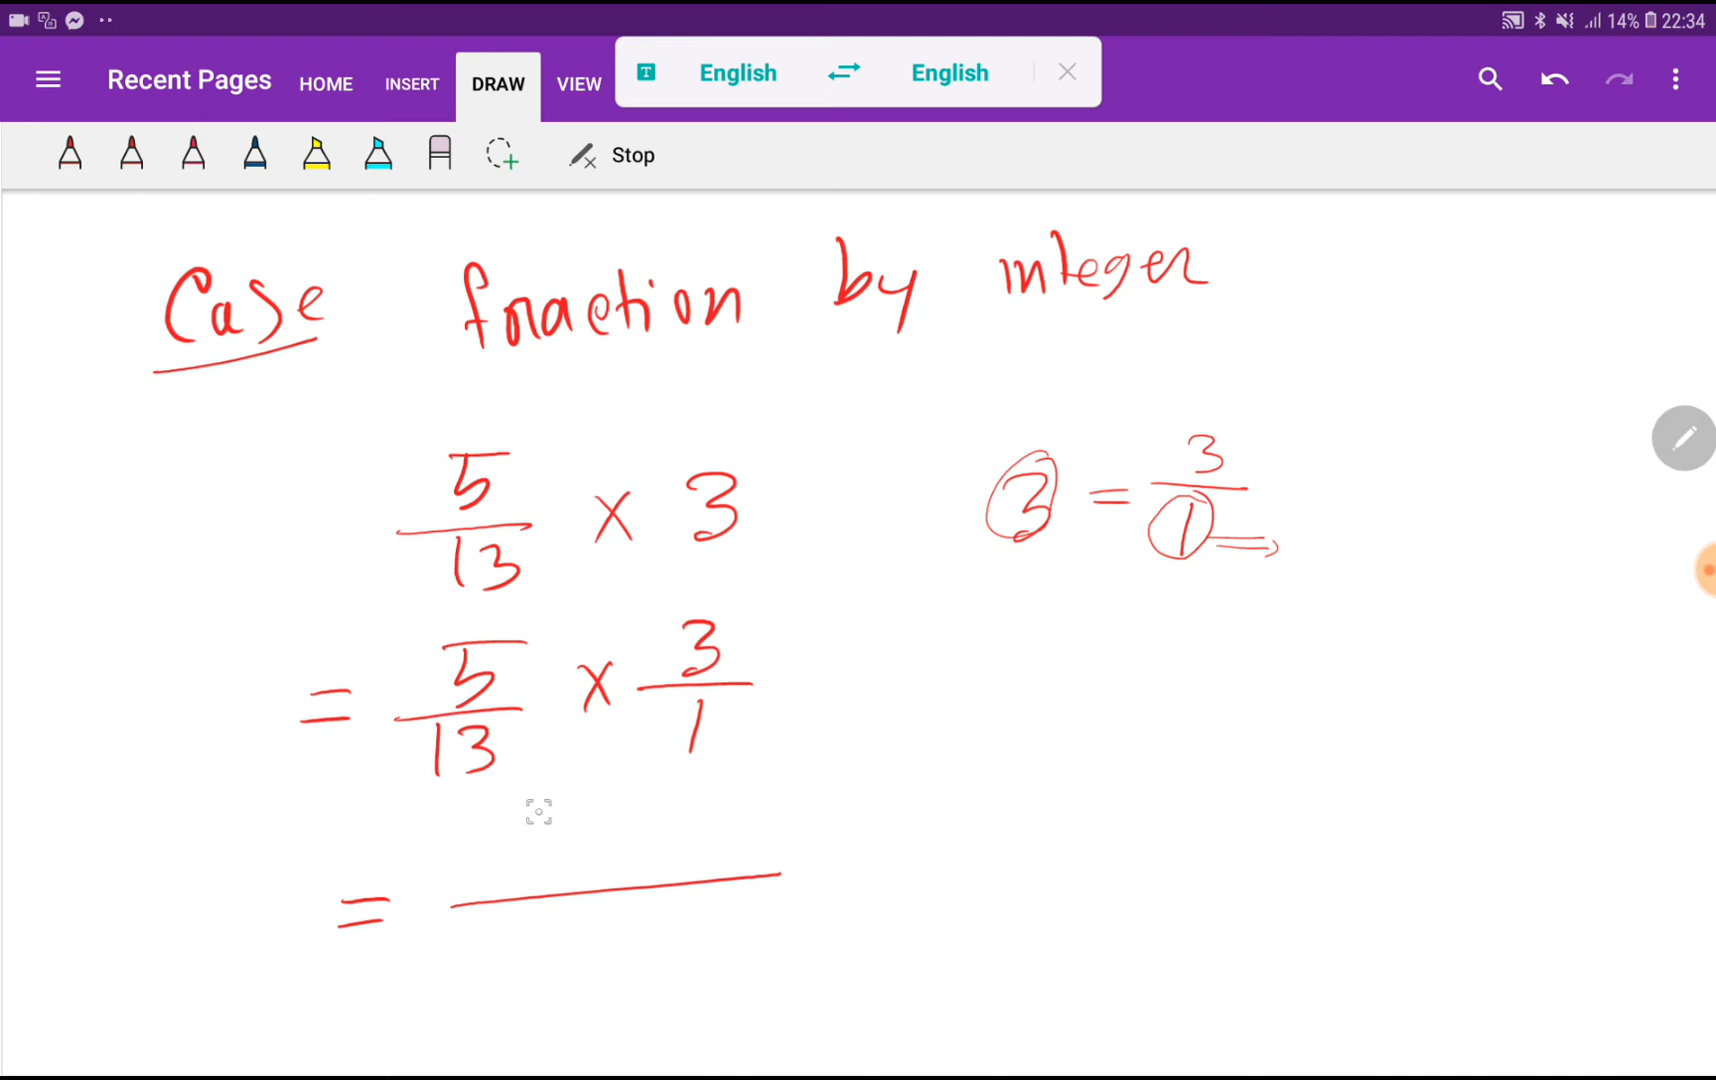 14% 22:34
Recent Pages HOME INSERT DRAW VIEW T English English
Stop
Case fraction by integer
5/13 × 3
3 = 3/1
= 5/13 × 3/1
=